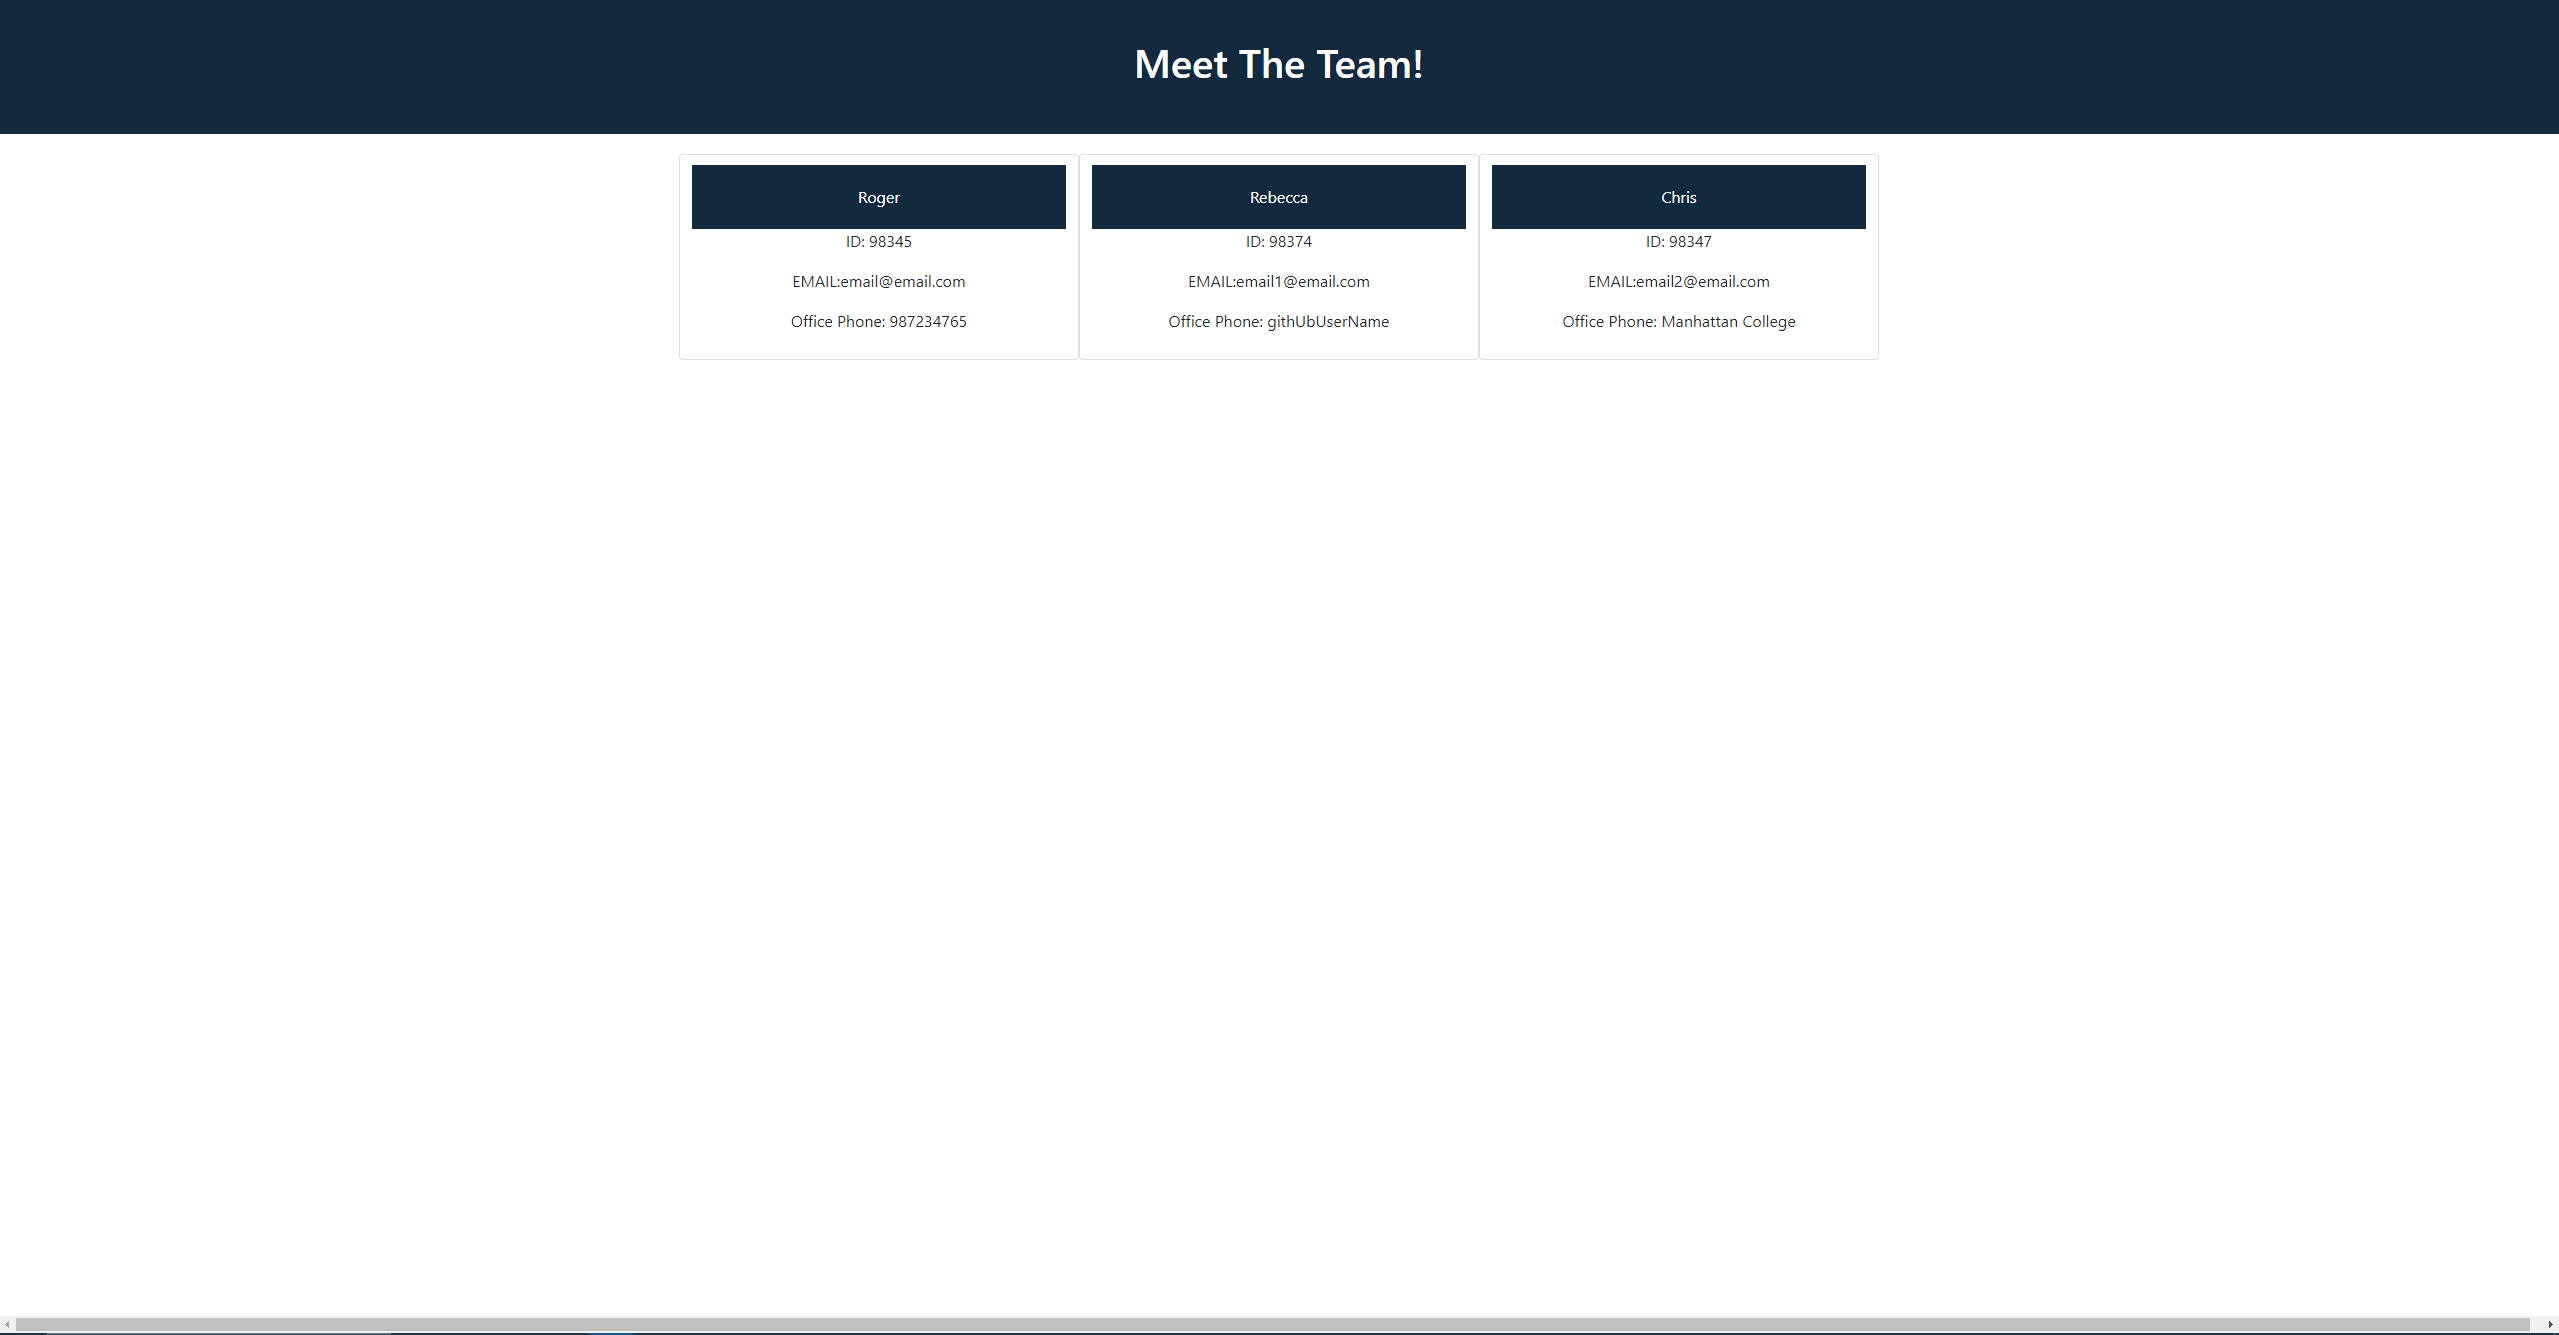 Meet The Team!
Roger
ID: 98345
EMAIL:email@email.com
Office Phone: 987234765
Rebecca
ID: 98374
EMAIL:email1@email.com
Office Phone: githUbUserName
Chris
ID: 98347
EMAIL:email2@email.com
Office Phone: Manhattan College